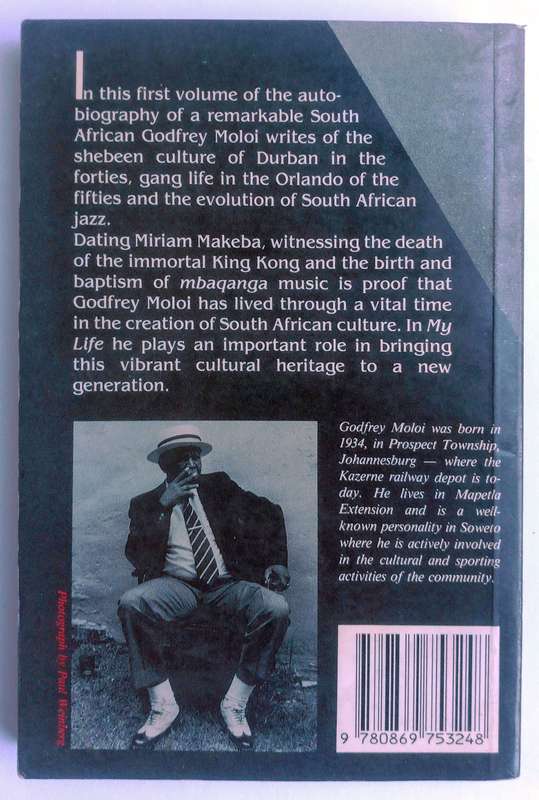 In this first volume of the auto-
biography of a remarkable South
African Godfrey Moloi writes of the
shebeen culture of Durban in the
forties, gang life in the Orlando of the
fifties and the evolution of South African
jazz.
Dating Miriam Makeba, witnessing the death
of the immortal King Kong and the birth and
baptism of mbaqanga music is proof that
Godfrey Moloi has lived through a vital time
in the creation of South African culture. In My
Life he plays an important role in bringing
this vibrant cultural heritage to a new
generation.
Godfrey Moloi was born in
1934, in Prospect Township,
Johannesburg — where the
Kazerne railway depot is to-
day. He lives in Mapetla
Extension and is a well-
known personality in Soweto
where he is actively involved
in the cultural and sporting
activities of the community.
Photograph by Paul Weinberg
9 780869 753248